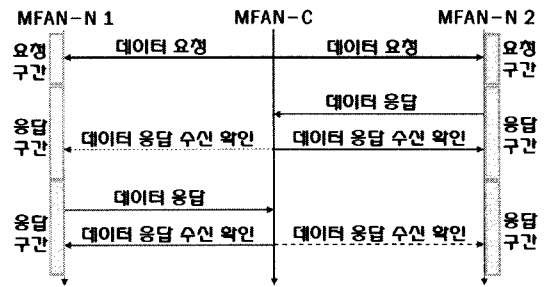 MFAN-N 1 MFAN-C MFAN-N 2
요청 데이터 요청 데이터 요청 요청
구간 구간
데이터 응답
응답 응답
구간 데이터 응답 수신 확인 데이터 응답 수신 확인 구간
데이터 응답
응답 응답
구간 데이터 응답 수신 확인 데이터 응답 수신 확인 구간